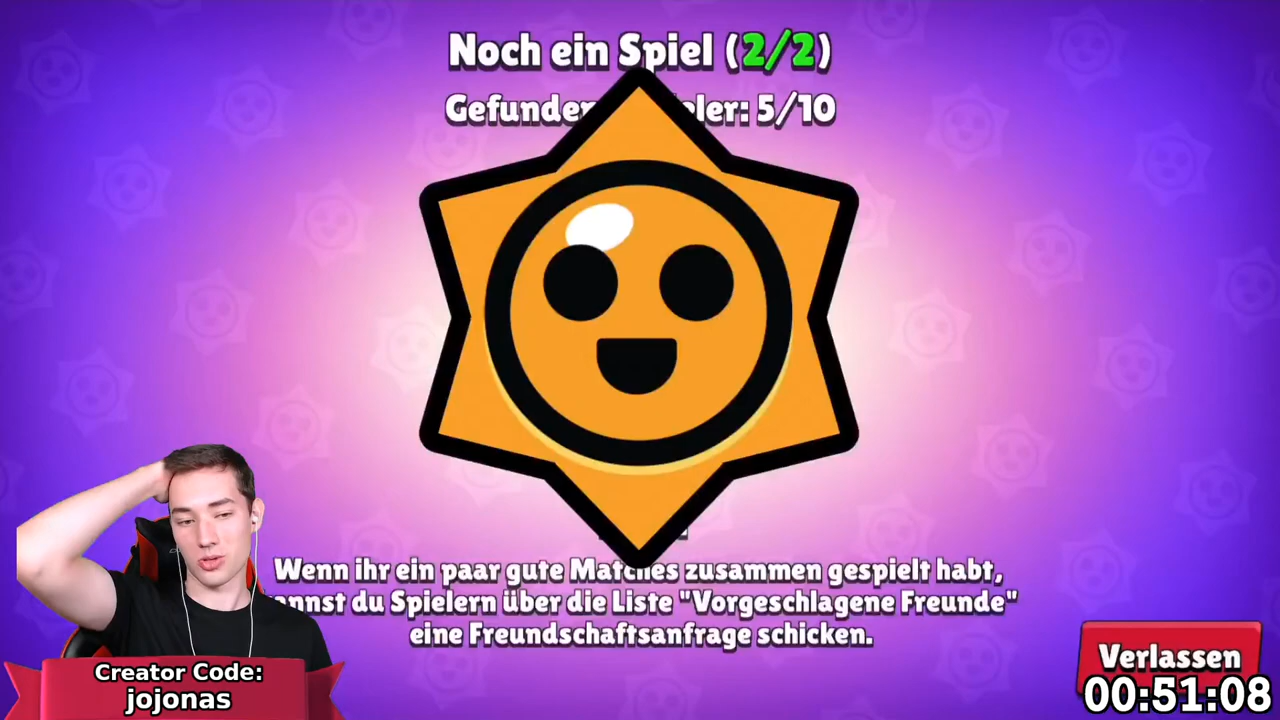 Noch ein Spiel (2/2)
5/10
Wenn ihr ein paar gute Matches zusammen gespielt habt,
du Spielern über die Liste "Vorgeschlagene Freunde"
eine Freundschaftsanfrage schicken.
Verlassen
00:51:08
Creator Code:
jojonas